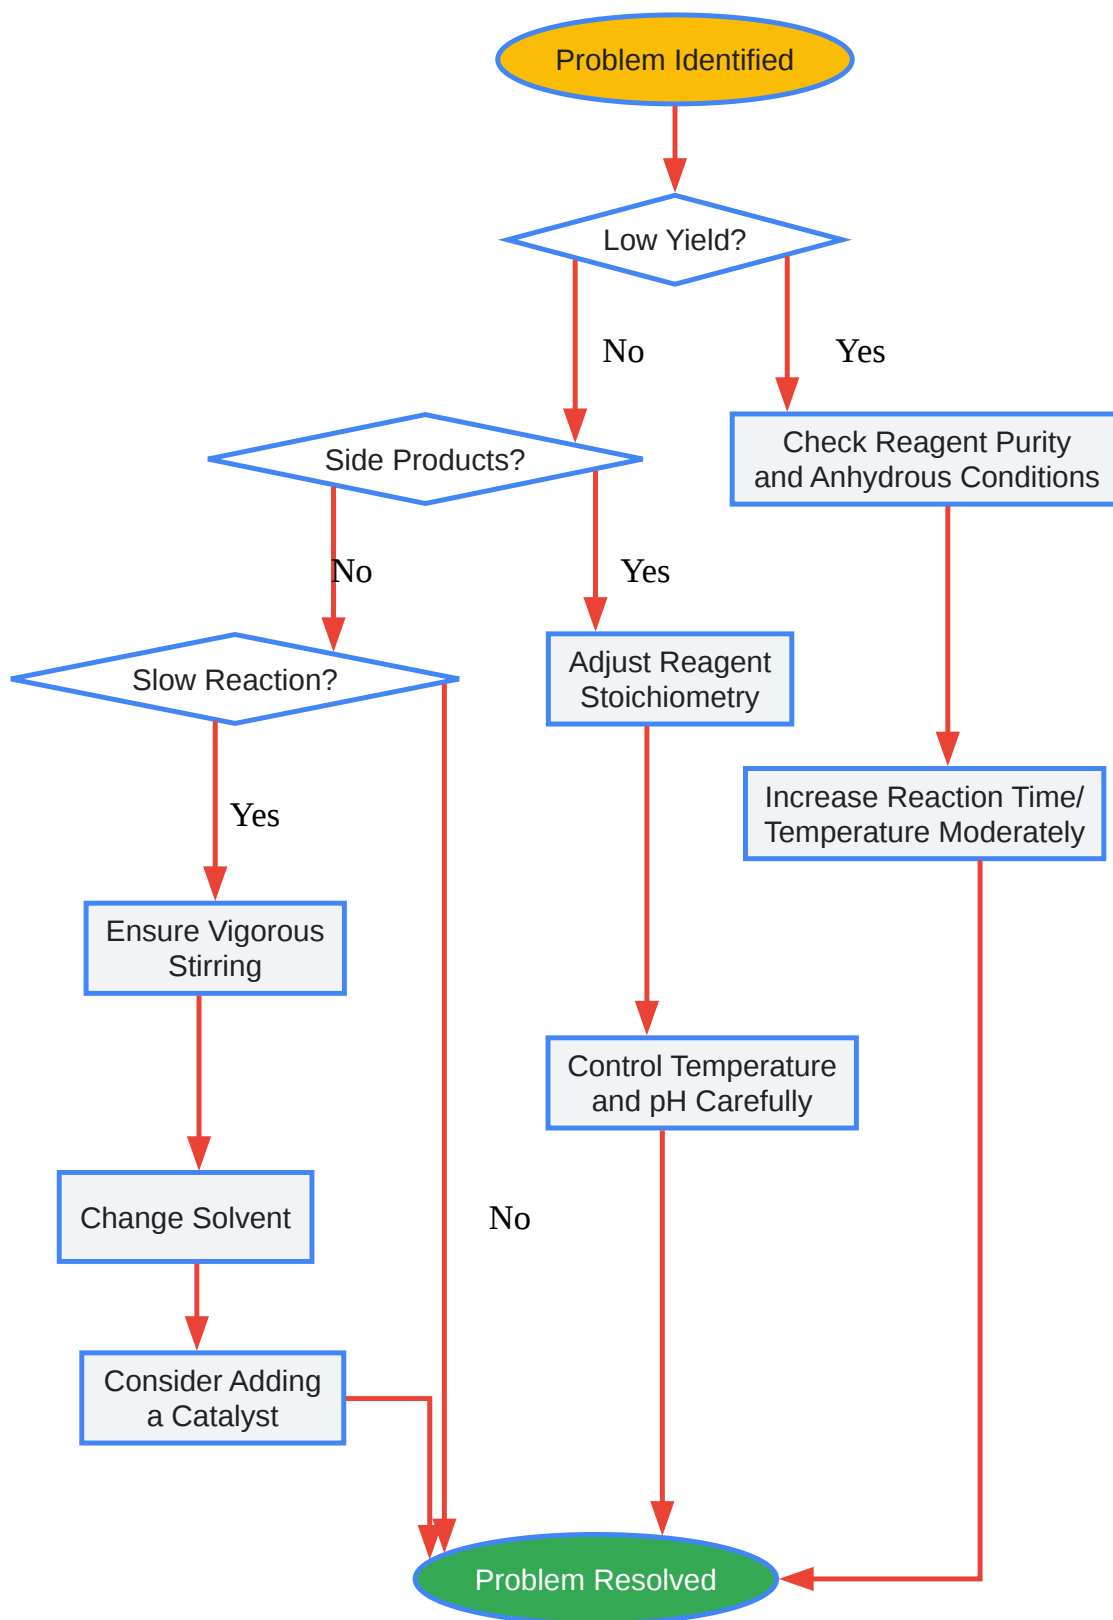 Problem Identified
Low Yield?
No
Yes
Check Reagent Purity
and Anhydrous Conditions
Side Products?
No
Yes
Adjust Reagent
Stoichiometry
Slow Reaction?
Increase Reaction Time/
Temperature Moderately
Yes
Ensure Vigorous
Stirring
Control Temperature
and pH Carefully
Change Solvent
No
Consider Adding
a Catalyst
Problem Resolved